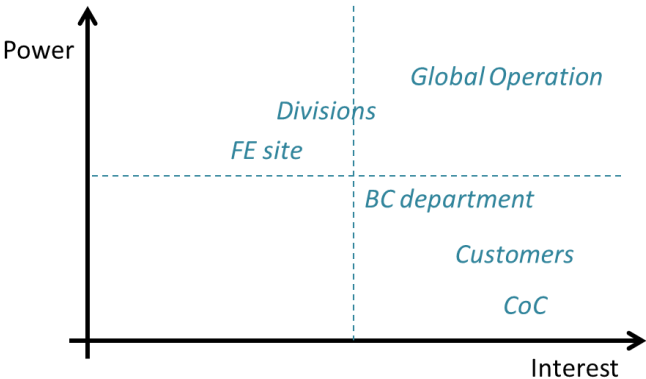 Power
Global Operation
Divisions
FE site
BC department
Customers
CoC
Interest